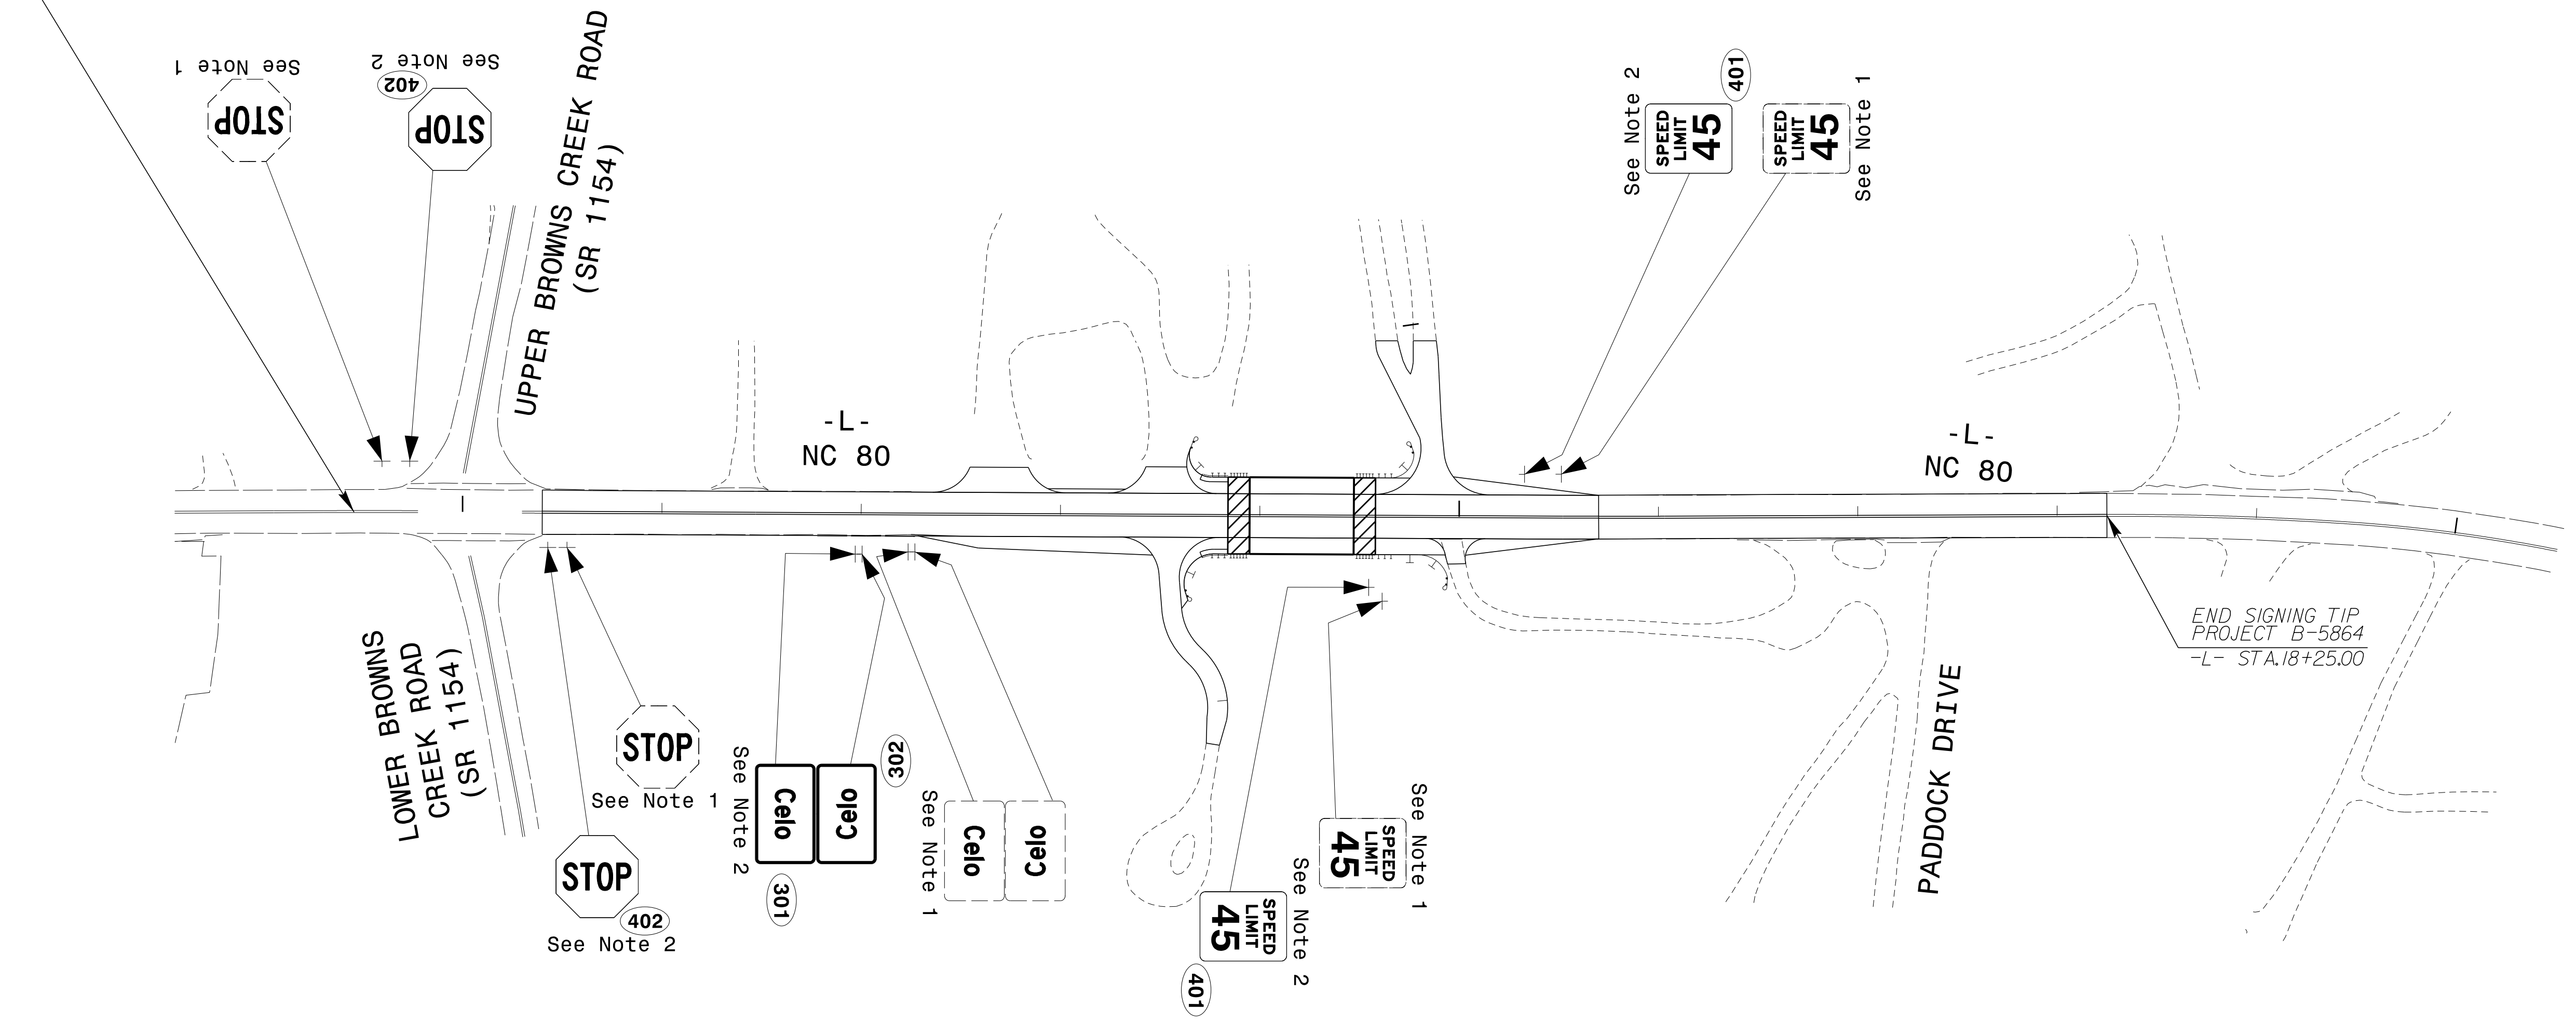 See Note 1
STOP
See Note 2
402
STOP
UPPER BROWNS CREEK ROAD
(SR 1154)
See Note 2
SPEED
LIMIT
45
401
SPEED
LIMIT
45
See Note 1
-L-
NC 80
-L-
NC 80
LOWER BROWNS
CREEK ROAD
(SR 1154)
STOP
See Note 1
STOP
402
See Note 2
See Note 2
Celo
301
Celo
302
See Note 1
Celo
Celo
SPEED
LIMIT
45
See Note 1
SPEED
LIMIT
45
See Note 2
401
PADDOCK DRIVE
END SIGNING TIP
PROJECT B-5864
-L- STA.18+25.00